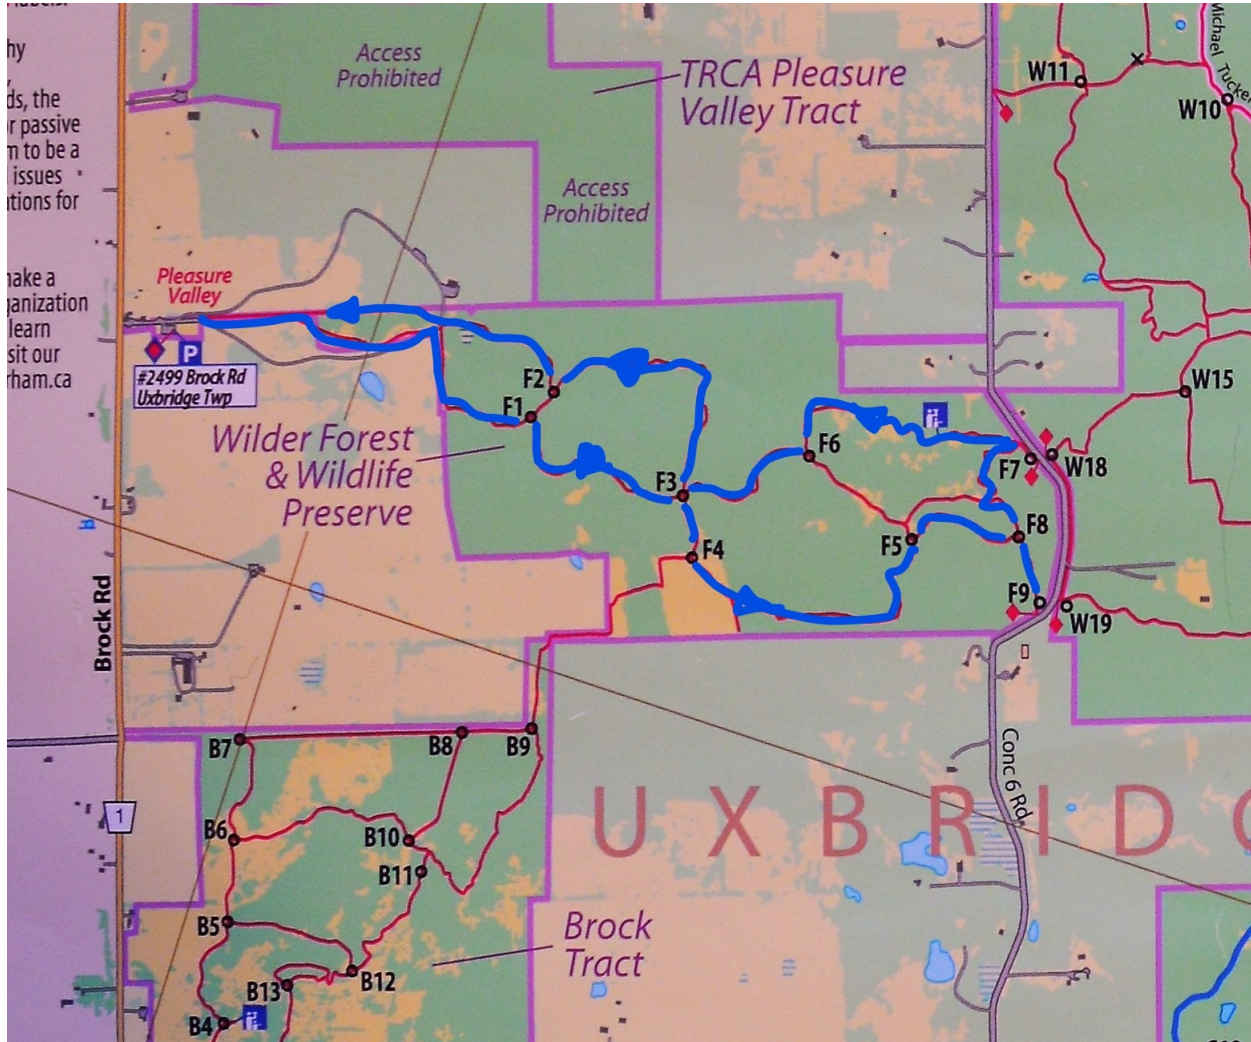 hy
ds, the
or passive
m to be a
issues
ations for
make a
ganization
learn
sit our
rham.ca
Access
Prohibited
TRCA Pleasure
Valley Tract
Access
Prohibited
Michael Tucker
W11
W10
Pleasure
Valley
P
#2499 Brock Rd
Uxbridge Twp
F2
F1
W15
Wilder Forest
& Wildlife
Preserve
F6
F7
W18
F3
F4
F5
F8
F9
W19
Brock Rd
B7
B8
B9
Conc 6 Rd
1
UXBRID
B6
B10
B11
B5
Brock
Tract
B12
B13
B4